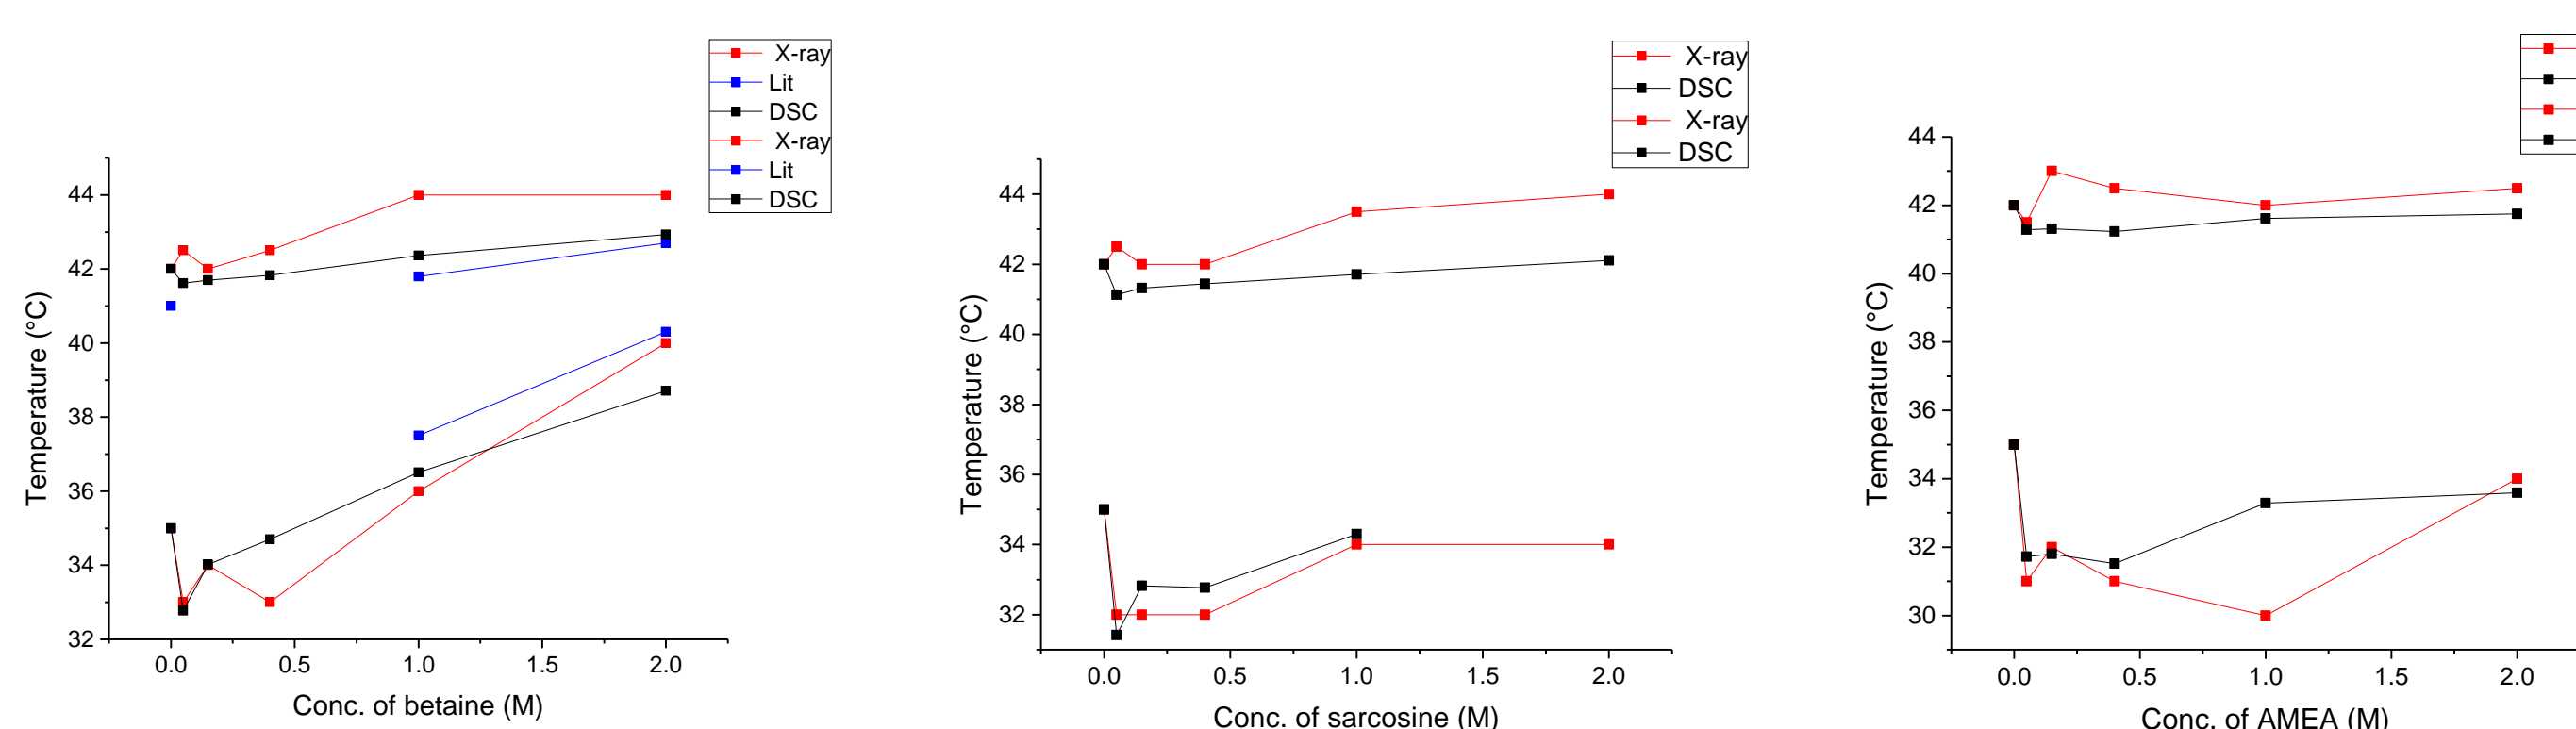 X-ray
Lit
DSC
X-ray
Lit
DSC
44
42
40
38
36
34
32
Temperature (°C)
0.0 0.5 1.0 1.5 2.0
Conc. of betaine (M)
X-ray
DSC
X-ray
DSC
44
42
40
38
36
34
32
Temperature (°C)
0.0 0.5 1.0 1.5 2.0
Conc. of sarcosine (M)
44
42
40
38
36
34
32
30
Temperature (°C)
0.0 0.5 1.0 1.5 2.0
Conc. of AMEA (M)